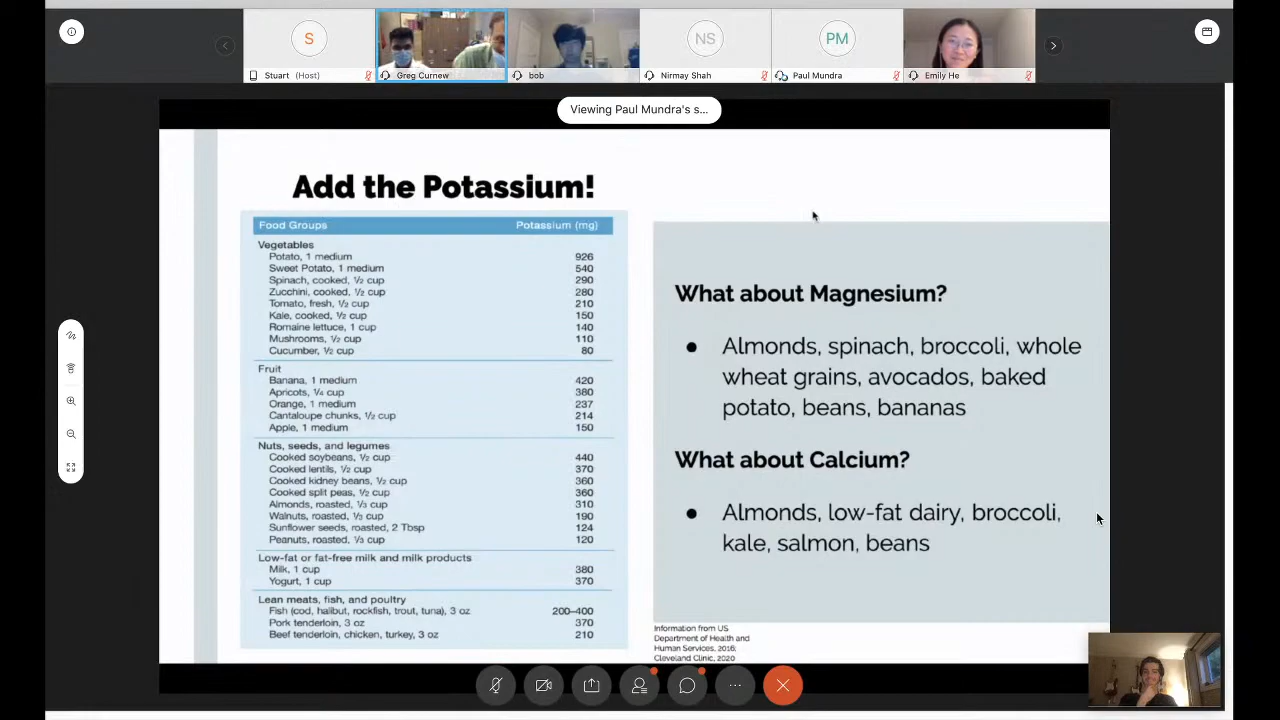 S
NS
PM
Stuart (Host)
Greg Curnew
bob
Nirmay Shah
Paul Mundra
Emily He
Viewing Paul Mundra's s...
Add the Potassium!
Food Groups Potassium (mg)
Vegetables
Potato, 1 medium 926
Sweet Potato, 1 medium 540
Spinach, cooked, ½ cup 290
Zucchini, cooked, ½ cup 280
Tomato, fresh, ½ cup 210
Kale, cooked, ½ cup 150
Romaine lettuce, 1 cup 140
Mushrooms, ½ cup 110
Cucumber, ½ cup 80
Fruit
Banana, 1 medium 420
Apricots, ¼ cup 380
Orange, 1 medium 237
Cantaloupe chunks, ½ cup 214
Apple, 1 medium 150
Nuts, seeds, and legumes
Cooked soybeans, ½ cup 440
Cooked lentils, ½ cup 370
Cooked kidney beans, ½ cup 360
Cooked split peas, ½ cup 360
Almonds, roasted, ⅓ cup 310
Walnuts, roasted, ⅓ cup 190
Sunflower seeds, roasted, 2 Tbsp 124
Peanuts, roasted, ⅓ cup 120
Low-fat or fat-free milk and milk products
Milk, 1 cup 380
Yogurt, 1 cup 370
Lean meats, fish, and poultry
Fish (cod, halibut, rockfish, trout, tuna), 3 oz 200–400
Pork tenderloin, 3 oz 370
Beef tenderloin, chicken, turkey, 3 oz 210
What about Magnesium?
● Almonds, spinach, broccoli, whole
wheat grains, avocados, baked
potato, beans, bananas
What about Calcium?
● Almonds, low-fat dairy, broccoli,
kale, salmon, beans
Information from US
Department of Health and
Human Services, 2016;
Cleveland Clinic, 2020